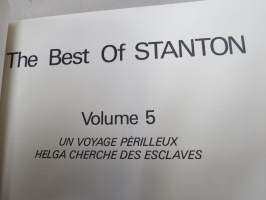 The Best Of STANTON
Volume 5
UN VOYAGE PÉRILLEUX
HELGA CHERCHE DES ESCLAVES